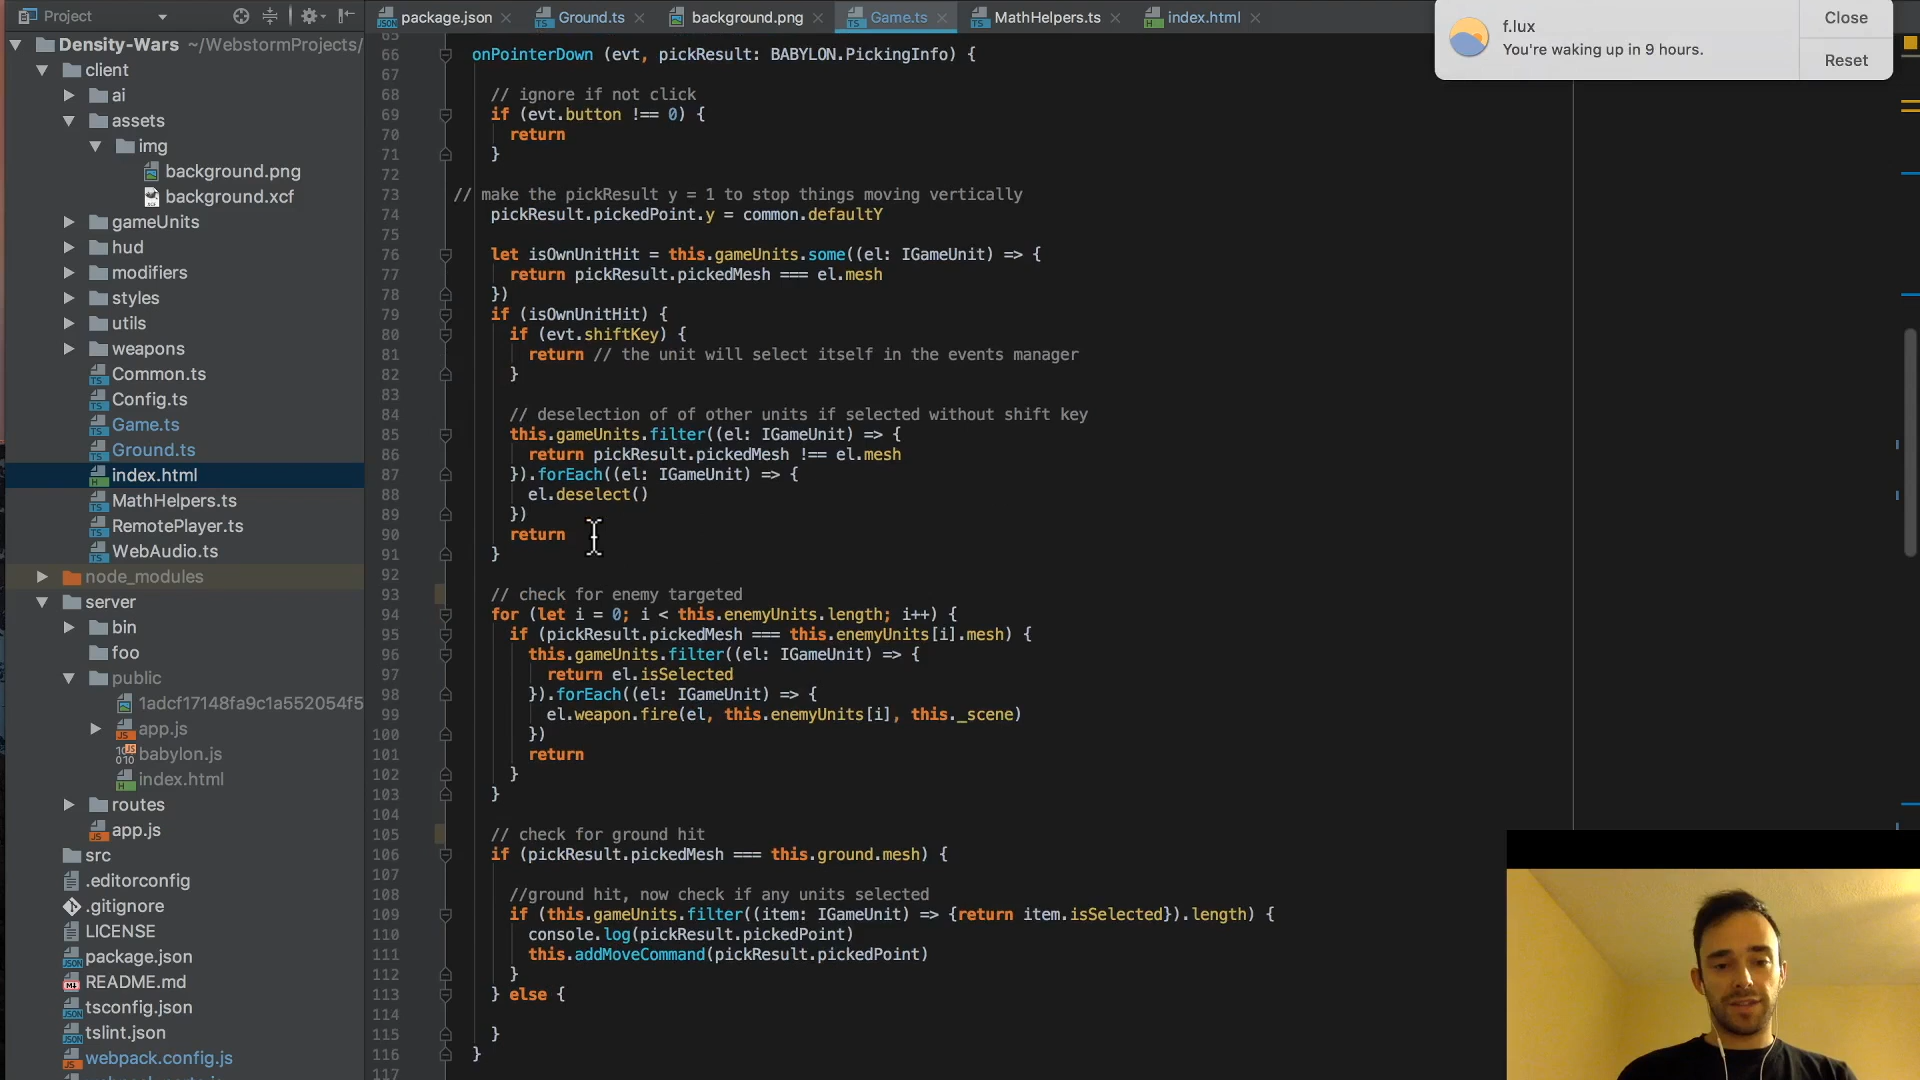 Project
package.json
Ground.ts
background.png
Game.ts
MathHelpers.ts
index.html
f.lux
You're waking up in 9 hours.
Close
Reset
Density-Wars ~/WebstormProjects/
client
ai
assets
img
background.png
background.xcf
gameUnits
hud
modifiers
styles
utils
weapons
Common.ts
Config.ts
Game.ts
Ground.ts
index.html
MathHelpers.ts
RemotePlayer.ts
WebAudio.ts
node_modules
server
bin
foo
public
1adcf17148fa9c1a552054f5
app.js
babylon.js
index.html
routes
app.js
src
.editorconfig
.gitignore
LICENSE
package.json
README.md
tsconfig.json
tslint.json
webpack.config.js
65
66 onPointerDown (evt, pickResult: BABYLON.PickingInfo) {
67
68 // ignore if not click
69 if (evt.button !== 0) {
70 return
71 }
72
73 // make the pickResult y = 1 to stop things moving vertically
74 pickResult.pickedPoint.y = common.defaultY
75
76 let isOwnUnitHit = this.gameUnits.some((el: IGameUnit) => {
77 return pickResult.pickedMesh === el.mesh
78 })
79 if (isOwnUnitHit) {
80 if (evt.shiftKey) {
81 return // the unit will select itself in the events manager
82 }
83
84 // deselection of of other units if selected without shift key
85 this.gameUnits.filter((el: IGameUnit) => {
86 return pickResult.pickedMesh !== el.mesh
87 }).forEach((el: IGameUnit) => {
88 el.deselect()
89 })
90 return
91 }
92
93 // check for enemy targeted
94 for (let i = 0; i < this.enemyUnits.length; i++) {
95 if (pickResult.pickedMesh === this.enemyUnits[i].mesh) {
96 this.gameUnits.filter((el: IGameUnit) => {
97 return el.isSelected
98 }).forEach((el: IGameUnit) => {
99 el.weapon.fire(el, this.enemyUnits[i], this._scene)
100 })
101 return
102 }
103 }
104
105 // check for ground hit
106 if (pickResult.pickedMesh === this.ground.mesh) {
107
108 //ground hit, now check if any units selected
109 if (this.gameUnits.filter((item: IGameUnit) => {return item.isSelected}).length) {
110 console.log(pickResult.pickedPoint)
111 this.addMoveCommand(pickResult.pickedPoint)
112 }
113 } else {
114
115 }
116 }
117